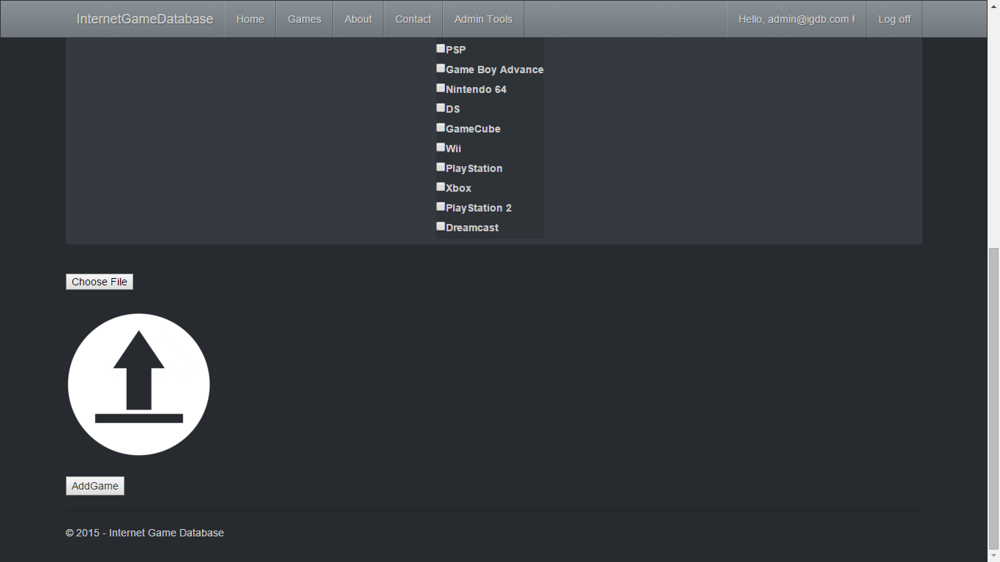 InternetGameDatabase Home Games About Contact Admin Tools Hello, admin@igdb.com ! Log off
PSP
Game Boy Advance
Nintendo 64
DS
GameCube
Wii
PlayStation
Xbox
PlayStation 2
Dreamcast
Choose File
AddGame
© 2015 - Internet Game Database